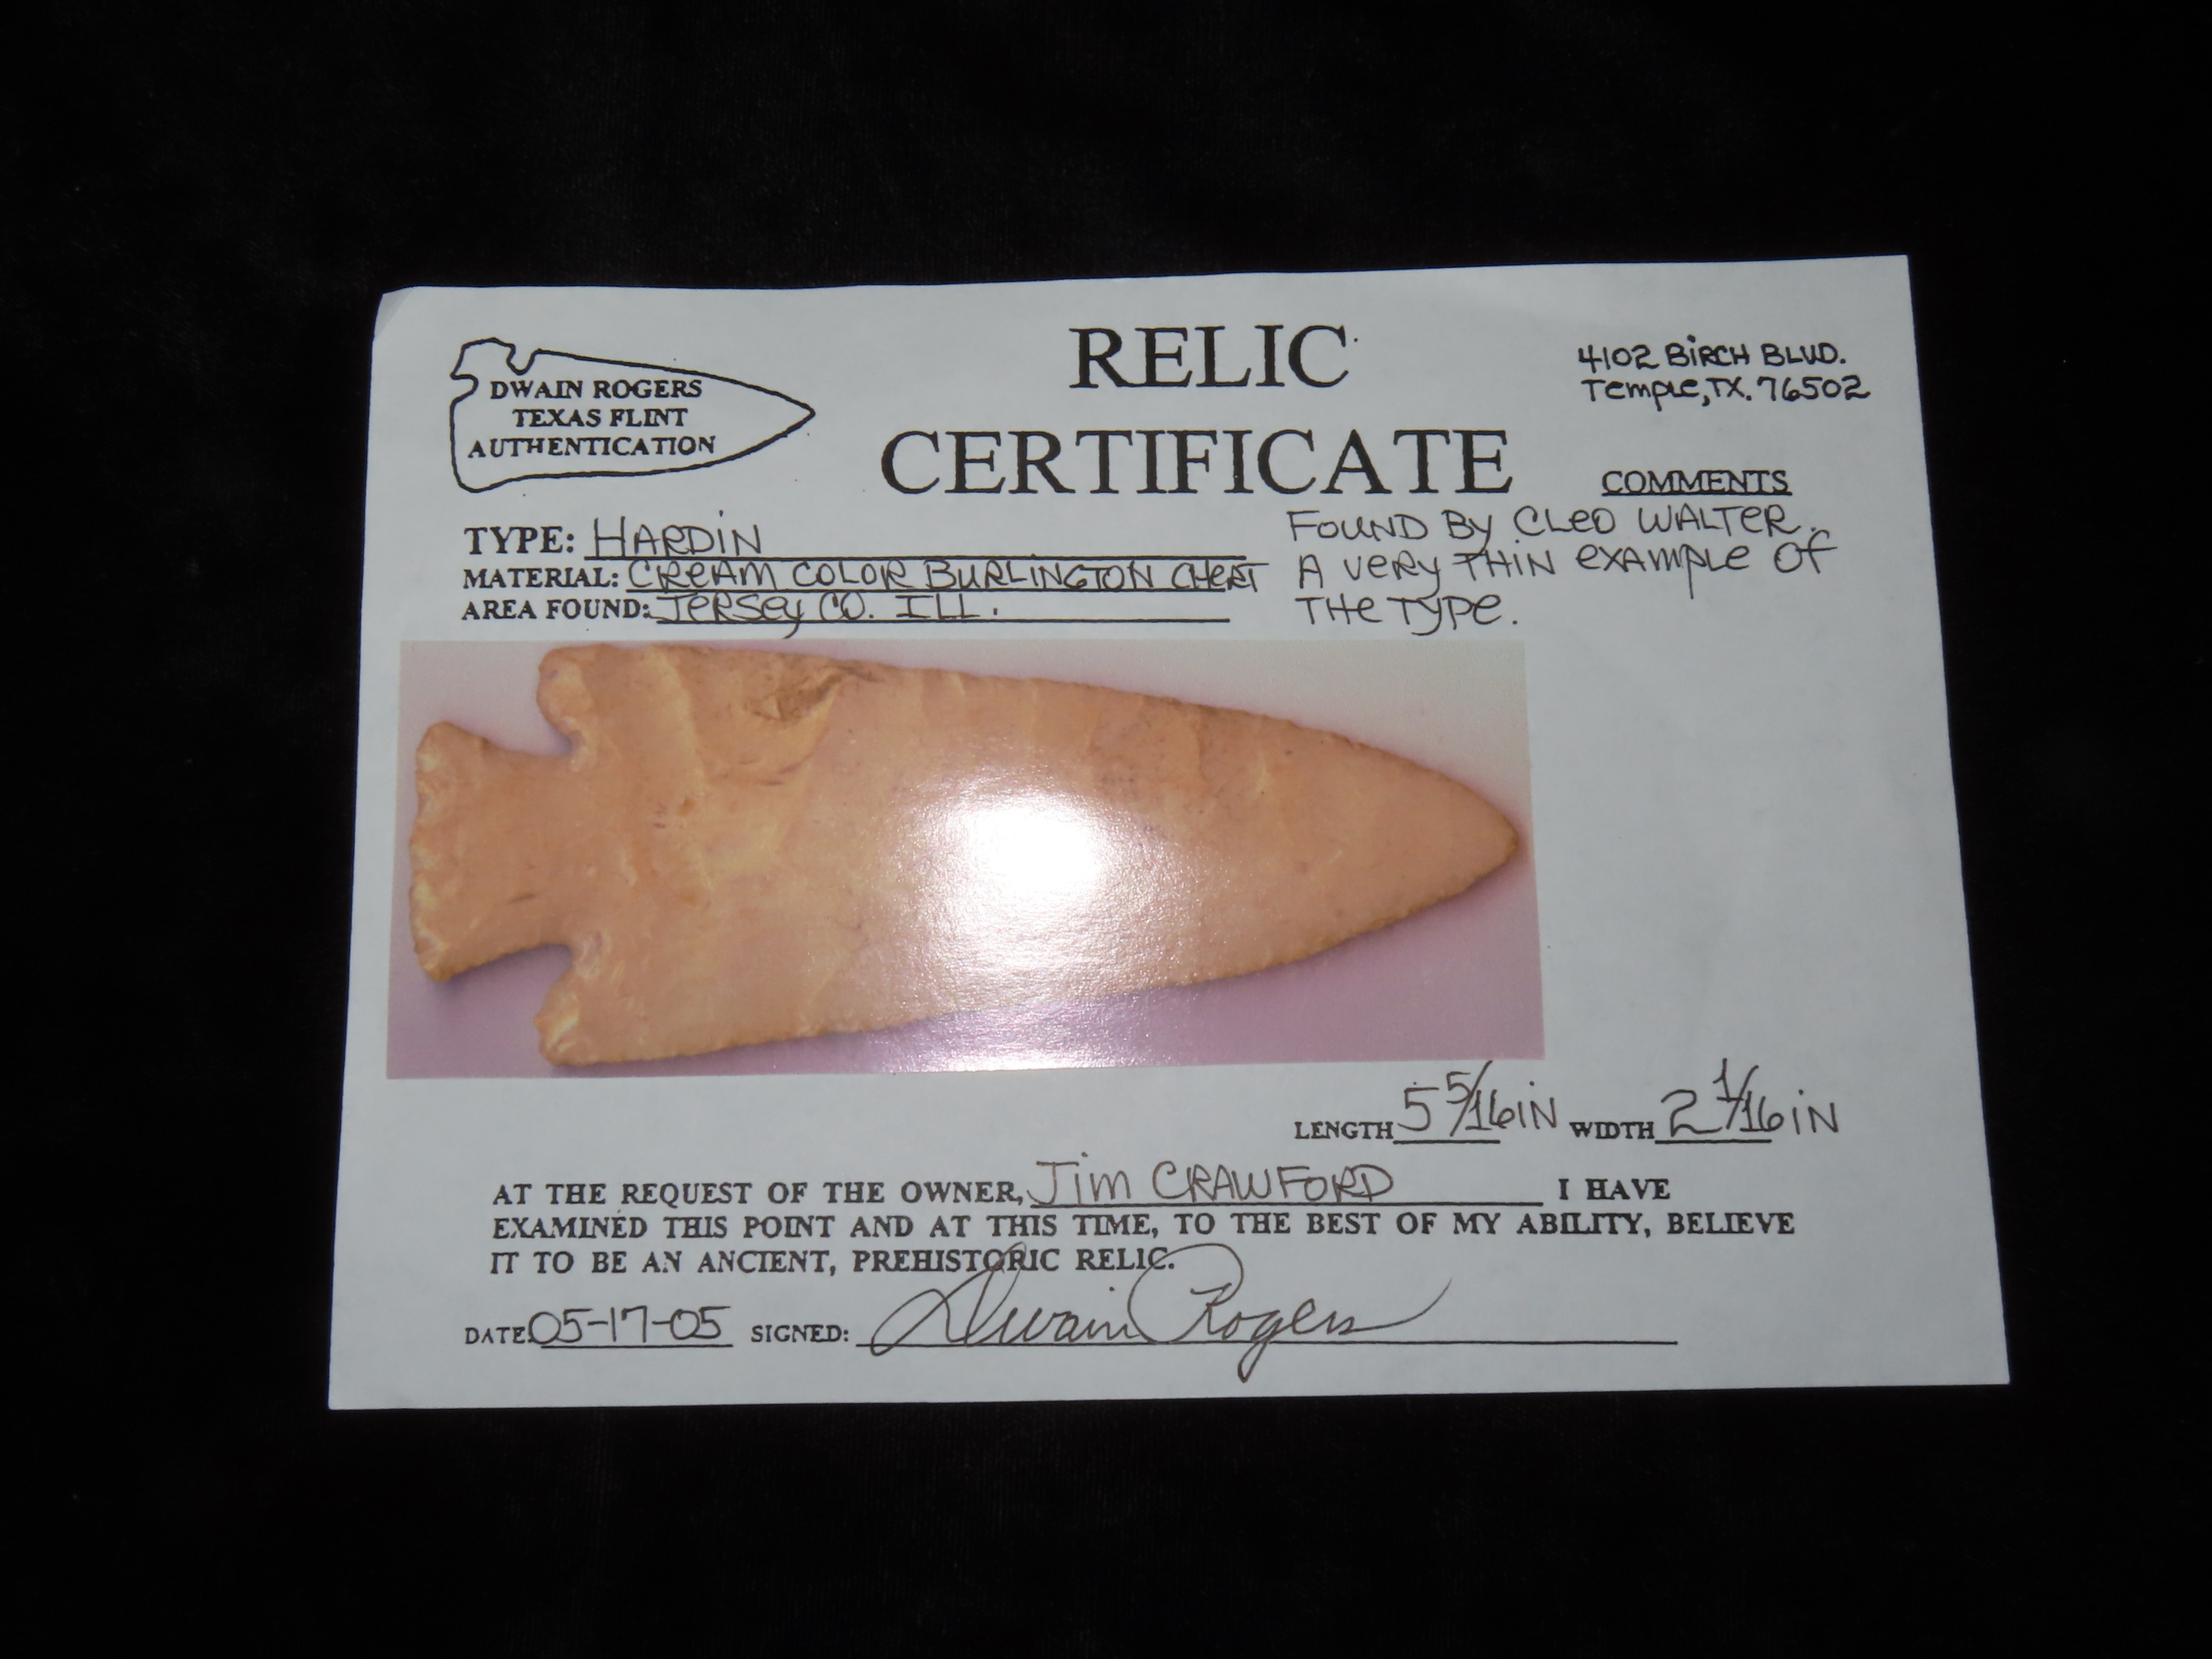 DWAIN ROGERS
TEXAS FLINT
AUTHENTICATION
RELIC
CERTIFICATE
4102 BIRCH BLVD.
Temple, TX. 76502
COMMENTS
FOUND BY CLEO WALTER.
A VERY THIN EXAMPLE OF
THE TYPE.
TYPE: HARDIN
MATERIAL: CREAM COLOR BURLINGTON CHERT
AREA FOUND: JERSEY CO. ILL.
LENGTH 5 5/16 IN WIDTH 2 1/16 IN
AT THE REQUEST OF THE OWNER, Jim CRAWFORD I HAVE
EXAMINED THIS POINT AND AT THIS TIME, TO THE BEST OF MY ABILITY, BELIEVE
IT TO BE AN ANCIENT, PREHISTORIC RELIC.
DATE: 05-17-05 SIGNED: Dwain Rogers